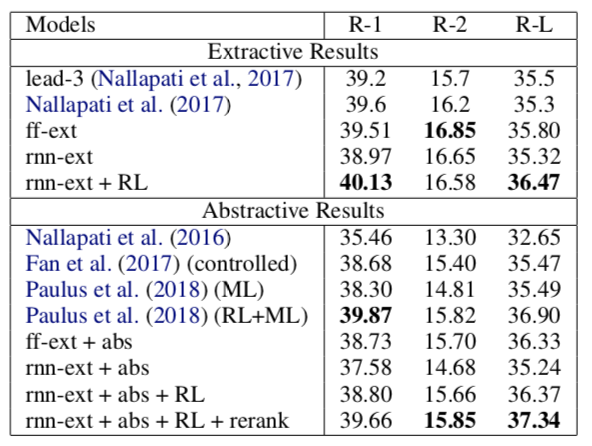 Models R-1 R-2 R-L
Extractive Results
lead-3 (Nallapati et al., 2017) 39.2 15.7 35.5
Nallapati et al. (2017) 39.6 16.2 35.3
ff-ext 39.51 16.85 35.80
rnn-ext 38.97 16.65 35.32
rnn-ext + RL 40.13 16.58 36.47
Abstractive Results
Nallapati et al. (2016) 35.46 13.30 32.65
Fan et al. (2017) (controlled) 38.68 15.40 35.47
Paulus et al. (2018) (ML) 38.30 14.81 35.49
Paulus et al. (2018) (RL+ML) 39.87 15.82 36.90
ff-ext + abs 38.73 15.70 36.33
rnn-ext + abs 37.58 14.68 35.24
rnn-ext + abs + RL 38.80 15.66 36.37
rnn-ext + abs + RL + rerank 39.66 15.85 37.34